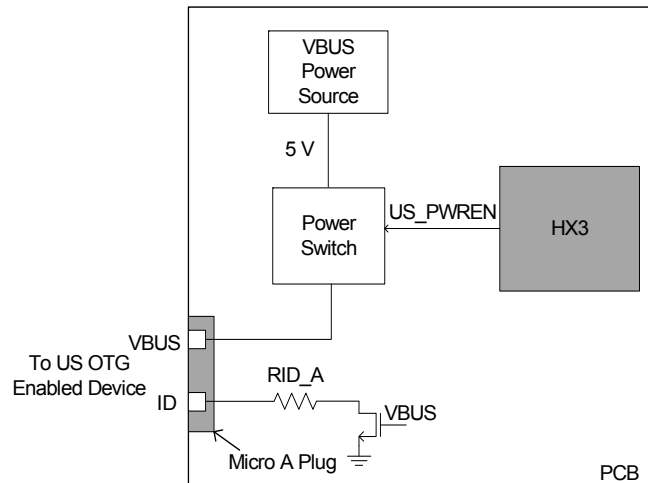 VBUS
Power
Source
5 V
US_PWREN
Power
Switch
HX3
VBUS
To US OTG
Enabled Device
RID_A
ID
VBUS
Micro A Plug
PCB